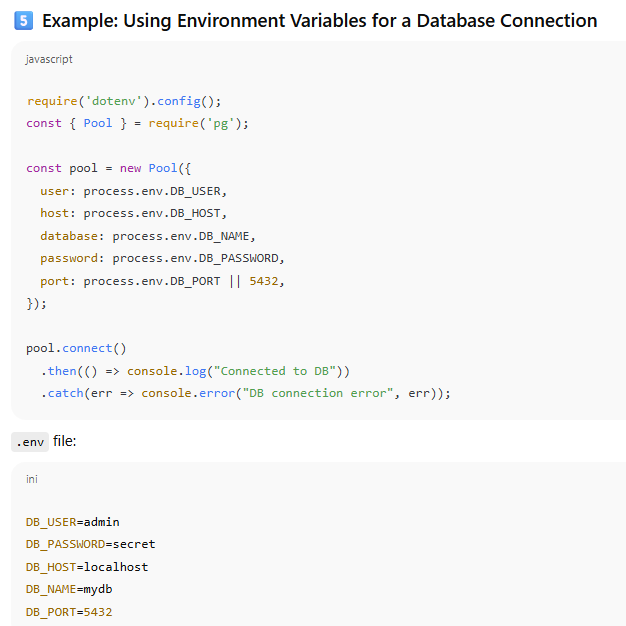 5 Example: Using Environment Variables for a Database Connection
javascript
require('dotenv').config();
const { Pool } = require('pg');
const pool = new Pool({
  user: process.env.DB_USER,
  host: process.env.DB_HOST,
  database: process.env.DB_NAME,
  password: process.env.DB_PASSWORD,
  port: process.env.DB_PORT || 5432,
});
pool.connect()
  .then(() => console.log("Connected to DB"))
  .catch(err => console.error("DB connection error", err));
.env file:
ini
DB_USER=admin
DB_PASSWORD=secret
DB_HOST=localhost
DB_NAME=mydb
DB_PORT=5432